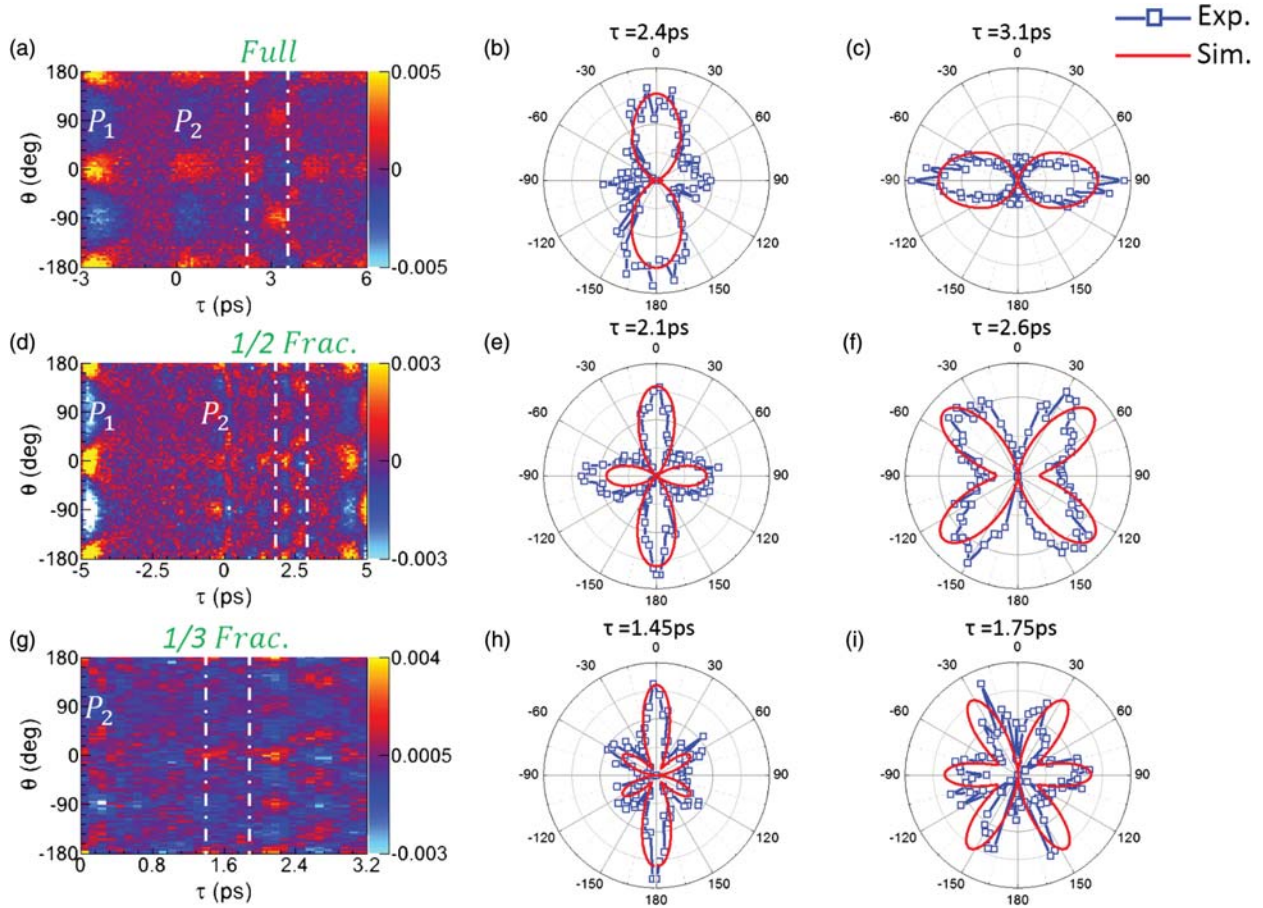 Exp.
Sim.
(a)
Full
180
90
0
-90
-180
θ (deg)
P1
P2
0.005
0
-0.005
-3 0 3 6
τ (ps)
(b)
τ =2.4ps
0
-30 30
-60 60
-90 90
-120 120
-150 150
180
(c)
τ =3.1ps
0
-30 30
-60 60
-90 90
-120 120
-150 150
180
(d)
1/2 Frac.
180
90
0
-90
-180
θ (deg)
P1
P2
0.003
0
-0.003
-5 -2.5 0 2.5 5
τ (ps)
(e)
τ =2.1ps
0
-30 30
-60 60
-90 90
-120 120
-150 150
180
(f)
τ =2.6ps
0
-30 30
-60 60
-90 90
-120 120
-150 150
180
(g)
1/3 Frac.
180
90
0
-90
-180
θ (deg)
P2
0.004
0.0005
-0.003
0 0.8 1.6 2.4 3.2
τ (ps)
(h)
τ =1.45ps
0
-30 30
-60 60
-90 90
-120 120
-150 150
180
(i)
τ =1.75ps
0
-30 30
-60 60
-90 90
-120 120
-150 150
180